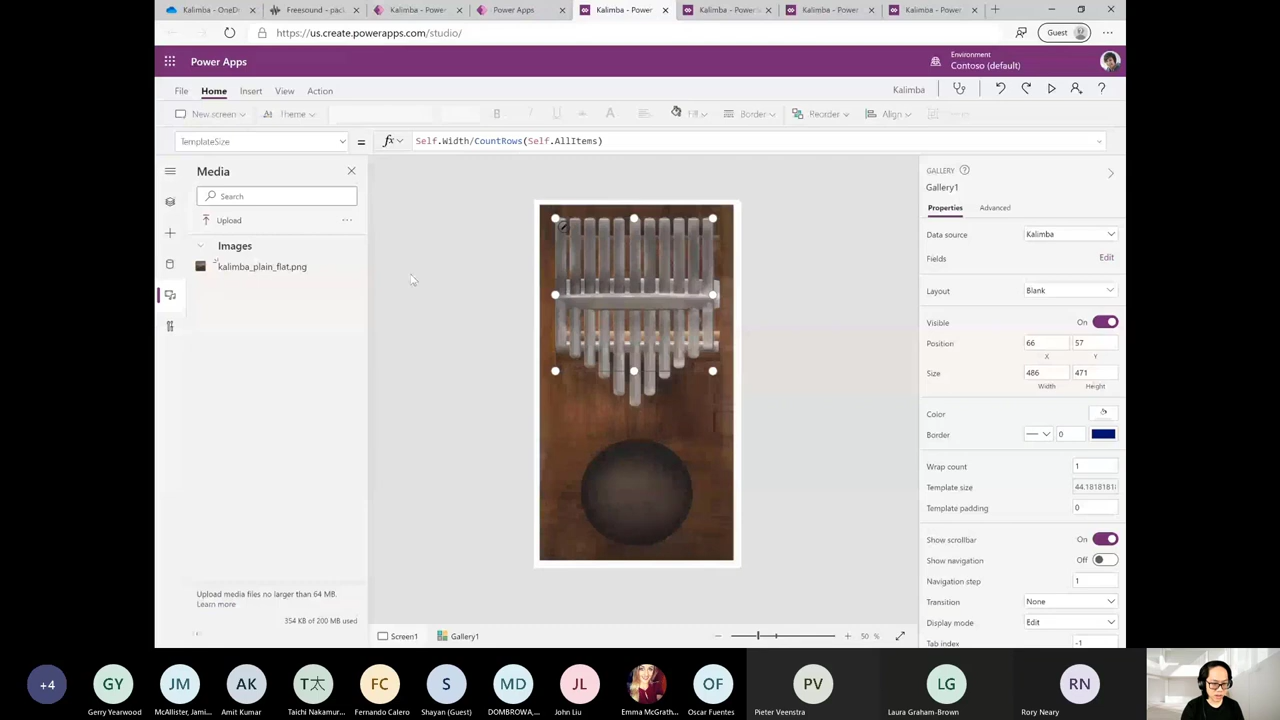 Kalimba - OneD
Freesound - pac
Kalimba - Power
Power Apps
Kalimba - Power
Kalimba - Power
Kalimba - Power
Kalimba - Power
https://us.create.powerapps.com/studio/
Guest
Power Apps
Environment
Contoso (default)
File
Home
Insert
View
Action
Kalimba
New screen
Theme
B
I
U
A
Fill
Border
Reorder
Align
TemplateSize
=
fx
Self.Width/CountRows(Self.AllItems)
Media
Search
Upload
Images
kalimba_plain_flat.png
Upload media files no larger than 64 MB.
Learn more
354 KB of 200 MB used
Screen1
Gallery1
50 %
GALLERY
Gallery1
Properties
Advanced
Data source
Kalimba
Fields
Edit
Layout
Blank
Visible
On
Position
66
57
X
Y
Size
486
471
Width
Height
Color
Border
0
Wrap count
1
Template size
44.1818181
Template padding
0
Show scrollbar
On
Show navigation
Off
Navigation step
1
Transition
None
Display mode
Edit
Tab index
-1
+4
GY
JM
AK
T太
FC
S
MD
JL
OF
PV
LG
RN
Gerry Yearwood
McAllister, Jami...
Amit Kumar
Taichi Nakamur...
Fernando Calero
Shayan (Guest)
DOMBROWA,...
John Liu
Emma McGrath...
Oscar Fuentes
Pieter Veenstra
Laura Graham-Brown
Rory Neary